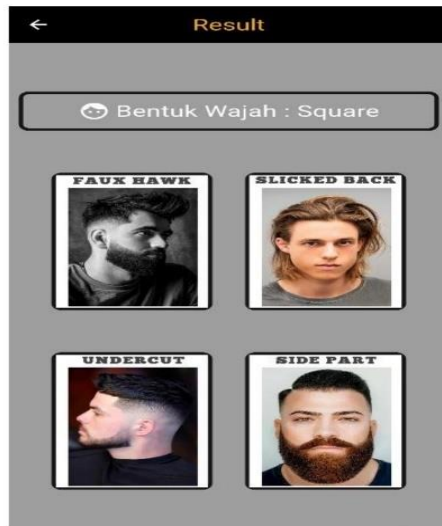 Result
Bentuk Wajah : Square
FAUX HAWK
SLICKED BACK
UNDERCUT
SIDE PART